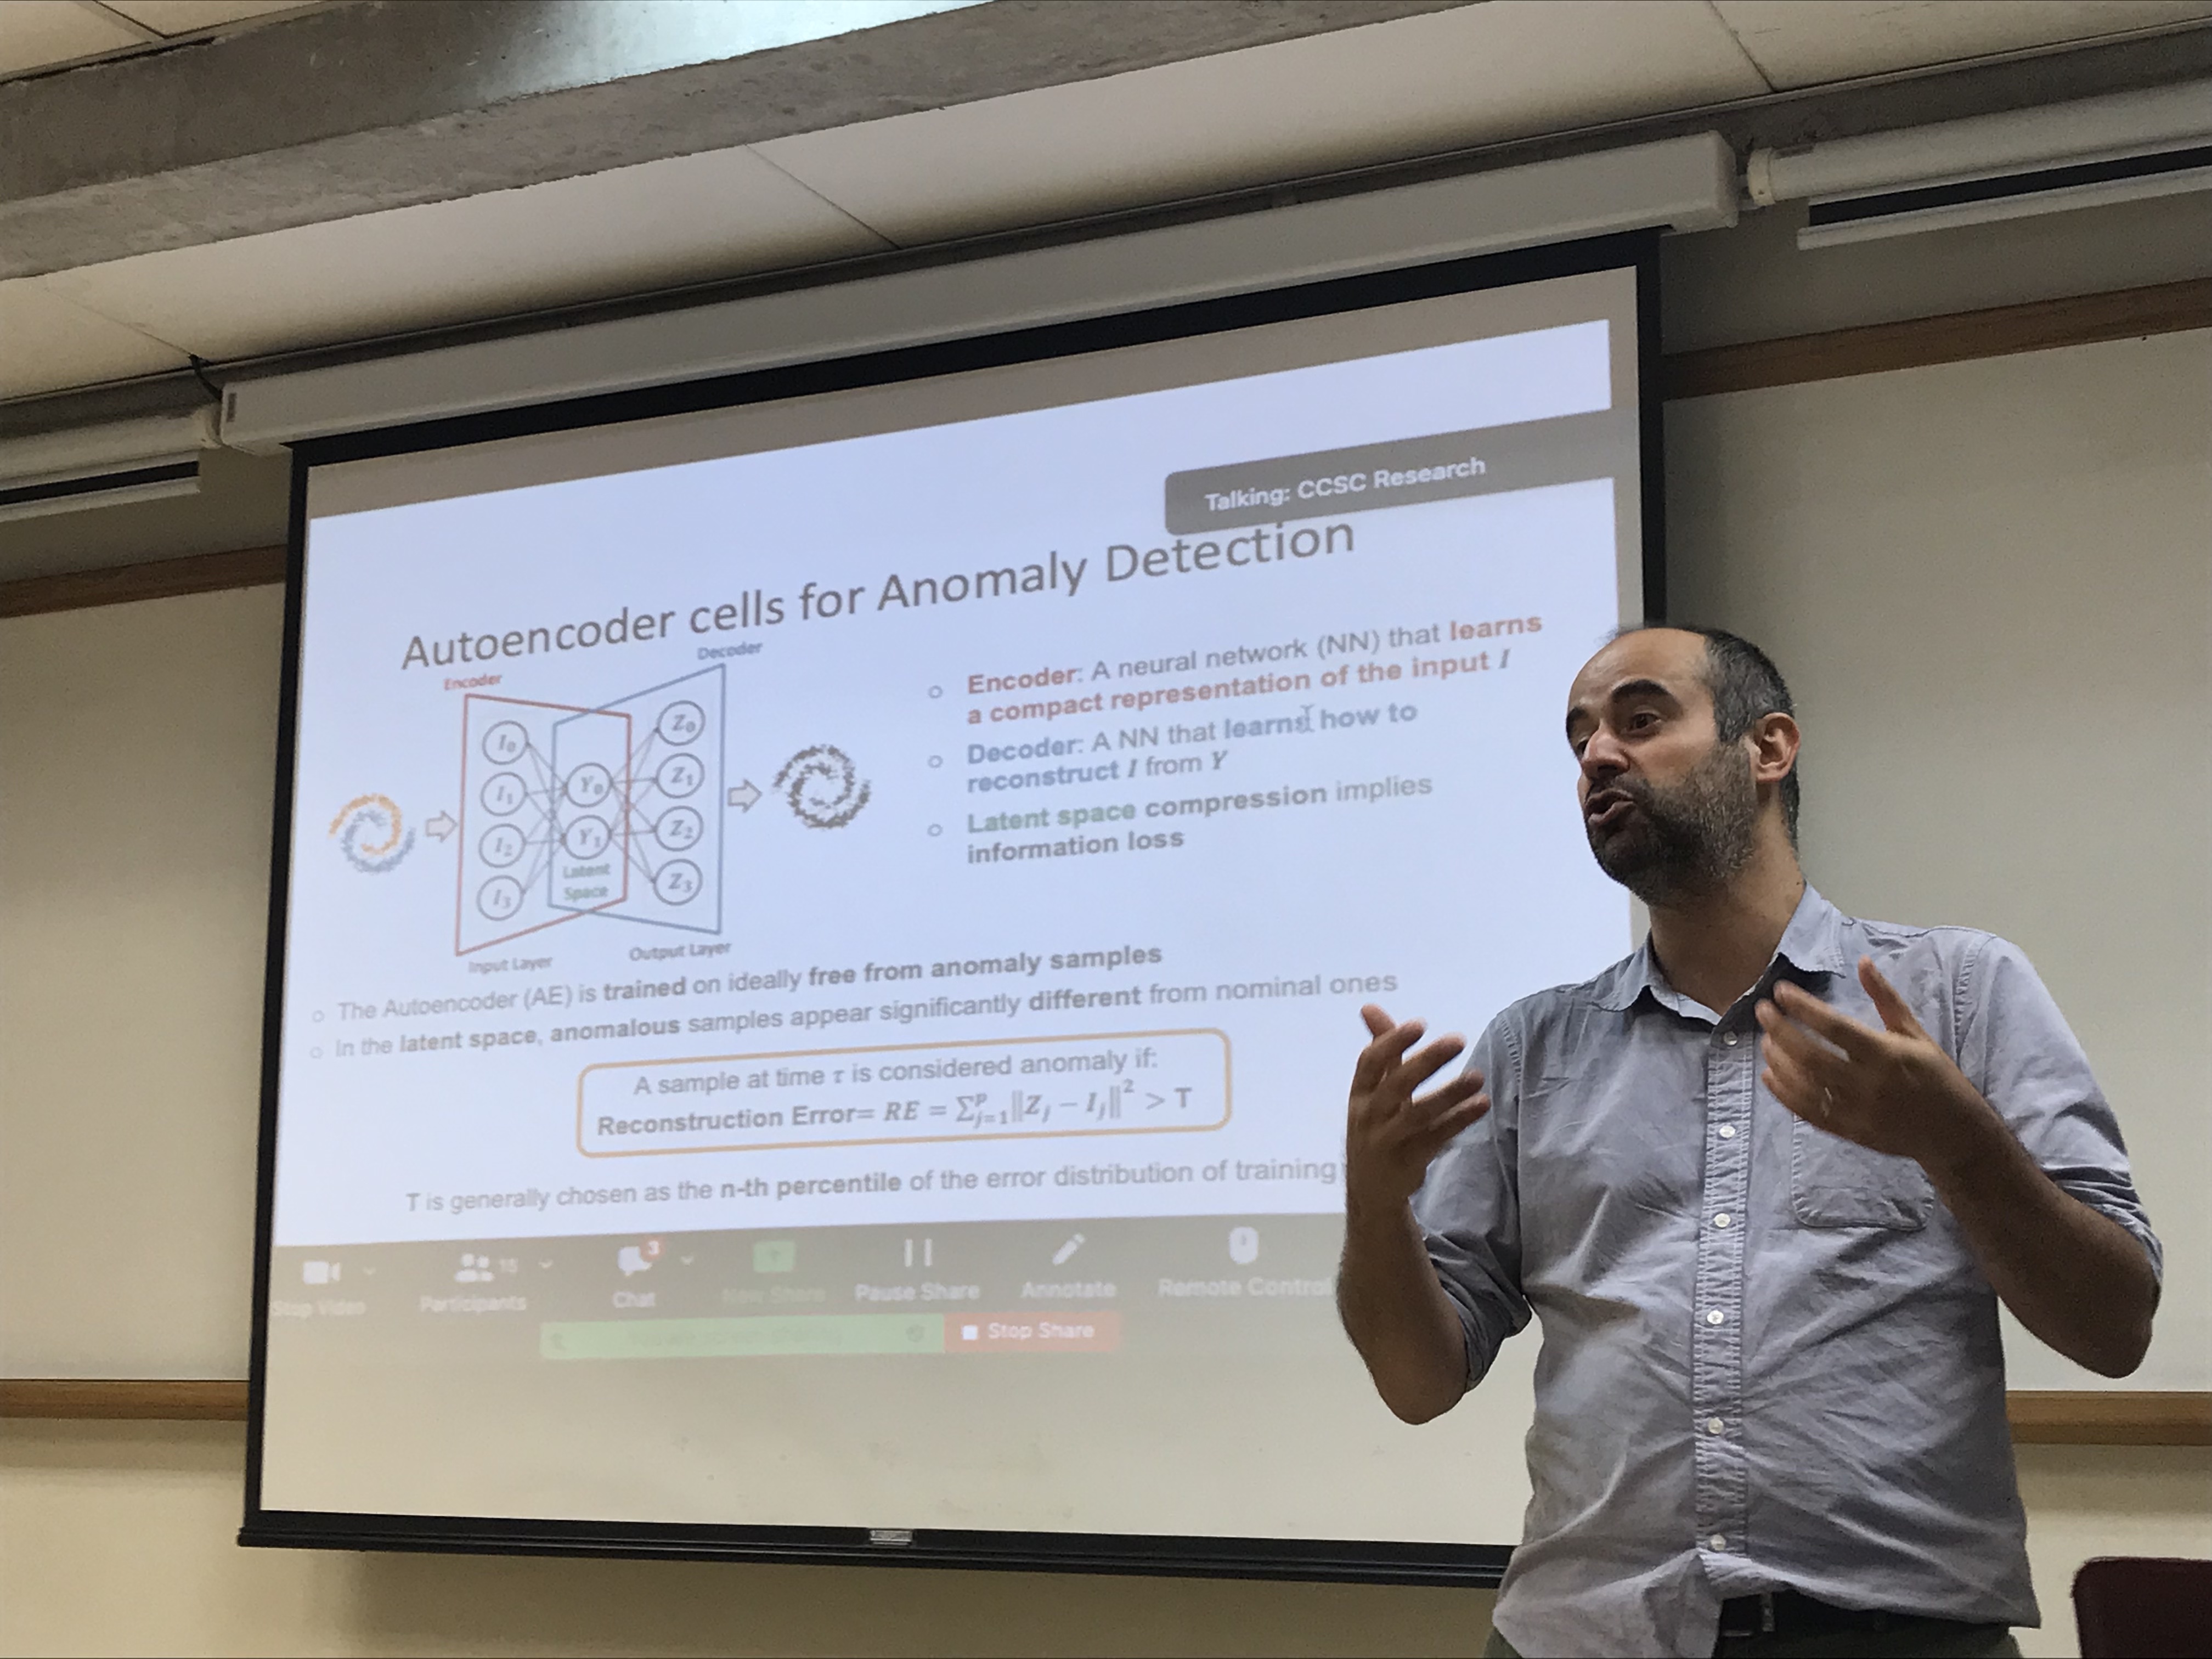 Talking: CCSC Research
Autoencoder cells for Anomaly Detection
Encoder
Decoder
I0
I1
I2
I3
Y0
Y1
Latent
Space
Z0
Z1
Z2
Z3
Input Layer
Output Layer
○ Encoder: A neural network (NN) that learns
a compact representation of the input I
○ Decoder: A NN that learns how to
reconstruct I from Y
○ Latent space compression implies
information loss
○ The Autoencoder (AE) is trained on ideally free from anomaly samples
○ In the latent space, anomalous samples appear significantly different from nominal ones
A sample at time τ is considered anomaly if:
Reconstruction Error= RE = ∑ᵖⱼ₌₁‖Zⱼ − Iⱼ‖² > T
T is generally chosen as the n-th percentile of the error distribution of training
Stop Video
Participants 15
Chat 3
New Share
Pause Share
Annotate
Remote Control
Stop Share